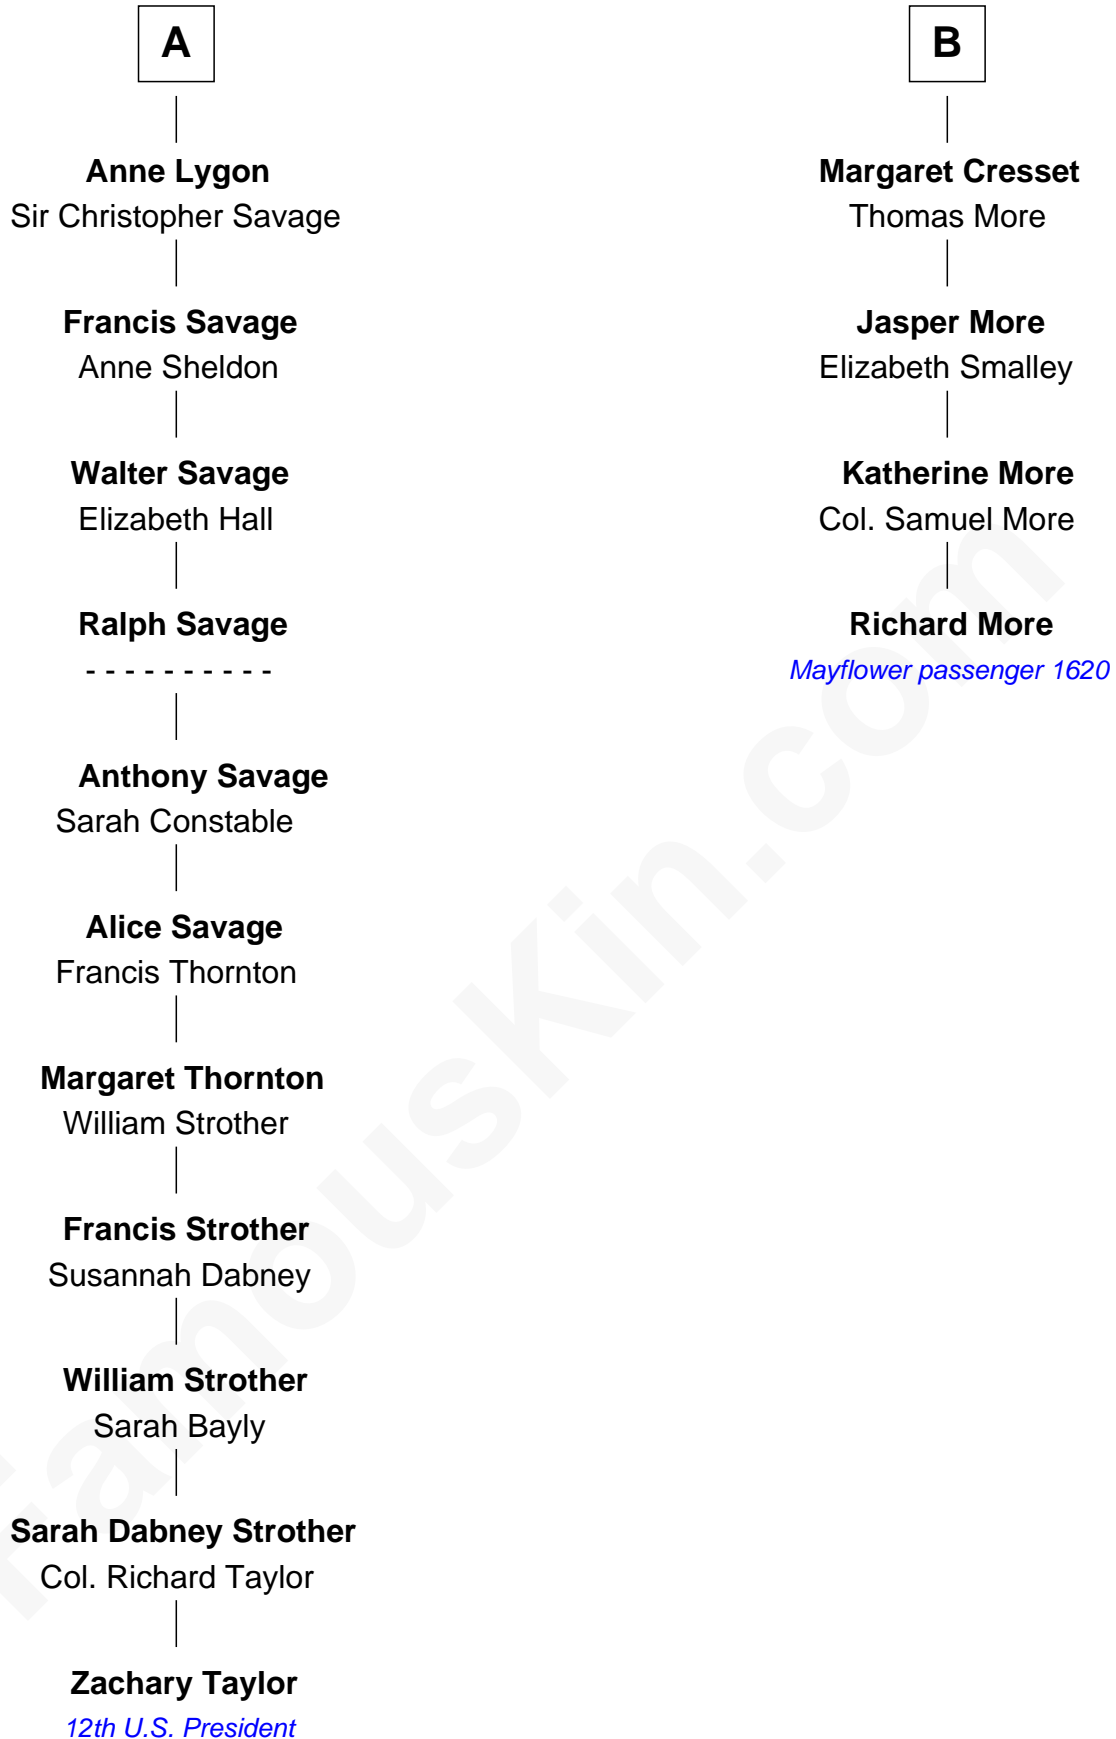 A
Anne Lygon
Sir Christopher Savage
Francis Savage
Anne Sheldon
Walter Savage
Elizabeth Hall
Ralph Savage
- - - - - - - - - -
Anthony Savage
Sarah Constable
Alice Savage
Francis Thornton
Margaret Thornton
William Strother
Francis Strother
Susannah Dabney
William Strother
Sarah Bayly
Sarah Dabney Strother
Col. Richard Taylor
Zachary Taylor
12th U.S. President
B
Margaret Cresset
Thomas More
Jasper More
Elizabeth Smalley
Katherine More
Col. Samuel More
Richard More
Mayflower passenger 1620
famouskin.com